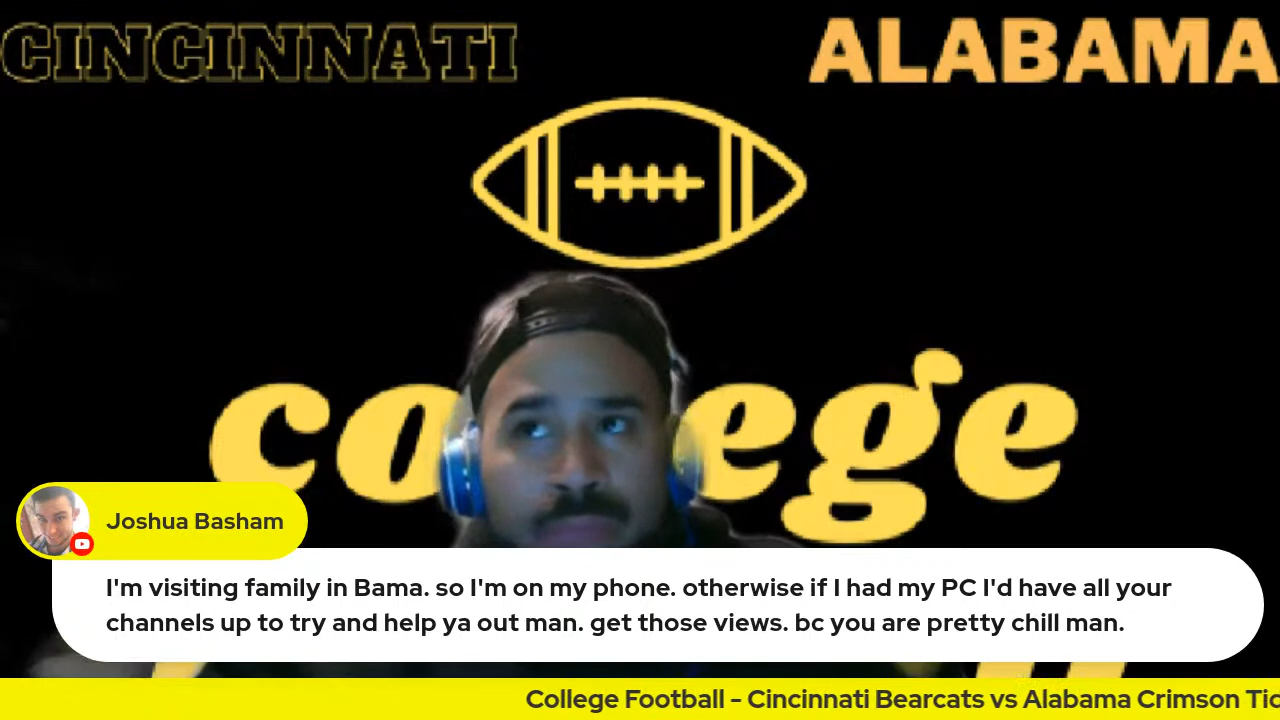 CINCINNATI
ALABAMA
Joshua Basham
I'm visiting family in Bama. so I'm on my phone. otherwise if I had my PC I'd have all your
channels up to try and help ya out man. get those views. bc you are pretty chill man.
College Football - Cincinnati Bearcats vs Alabama Crimson